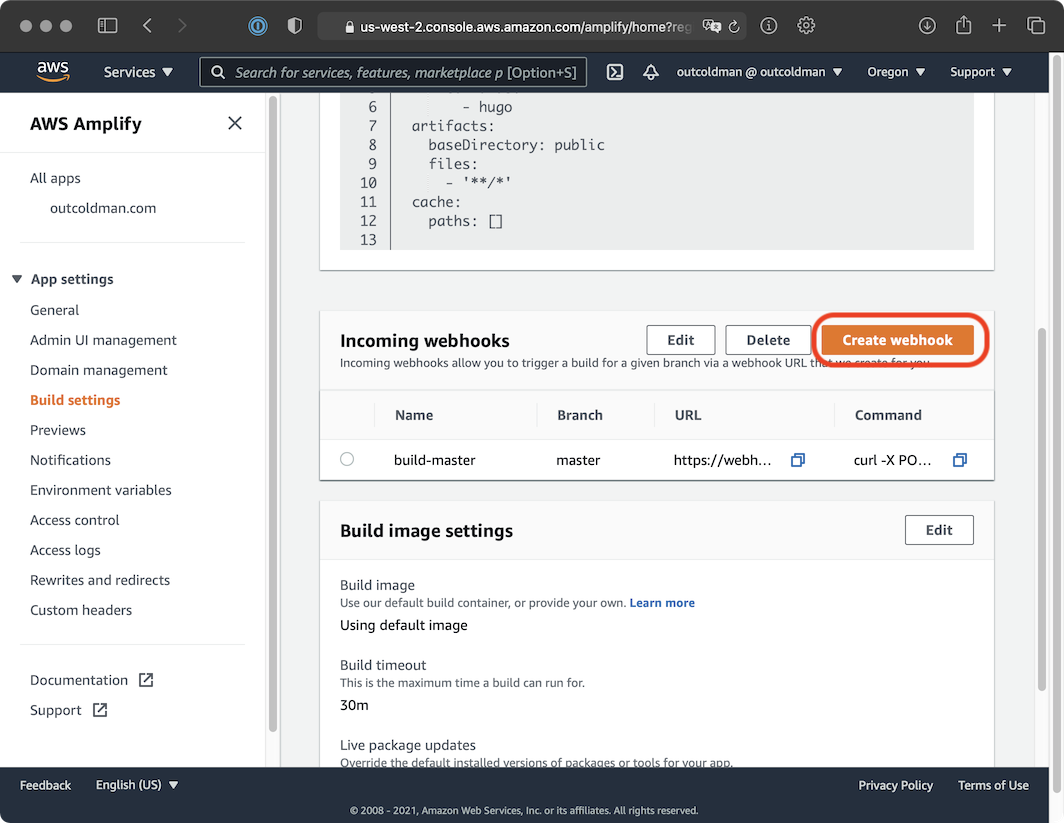 us-west-2.console.aws.amazon.com/amplify/home?reg
aws
Services ▼
Search for services, features, marketplace p [Option+S]
outcoldman @ outcoldman ▼
Oregon ▼
Support ▼
AWS Amplify
All apps
outcoldman.com
App settings
General
Admin UI management
Domain management
Build settings
Previews
Notifications
Environment variables
Access control
Access logs
Rewrites and redirects
Custom headers
Documentation
Support
6 - hugo
7 artifacts:
8 baseDirectory: public
9 files:
10 - '**/*'
11 cache:
12 paths: []
13
Incoming webhooks
Edit
Delete
Create webhook
Incoming webhooks allow you to trigger a build for a given branch via a webhook URL that we create for you.
Name Branch URL Command
build-master master https://webh... curl -X PO...
Build image settings
Edit
Build image
Use our default build container, or provide your own. Learn more
Using default image
Build timeout
This is the maximum time a build can run for.
30m
Live package updates
Override the default installed versions of packages or tools for your app.
Feedback
English (US) ▼
Privacy Policy
Terms of Use
© 2008 - 2021, Amazon Web Services, Inc. or its affiliates. All rights reserved.